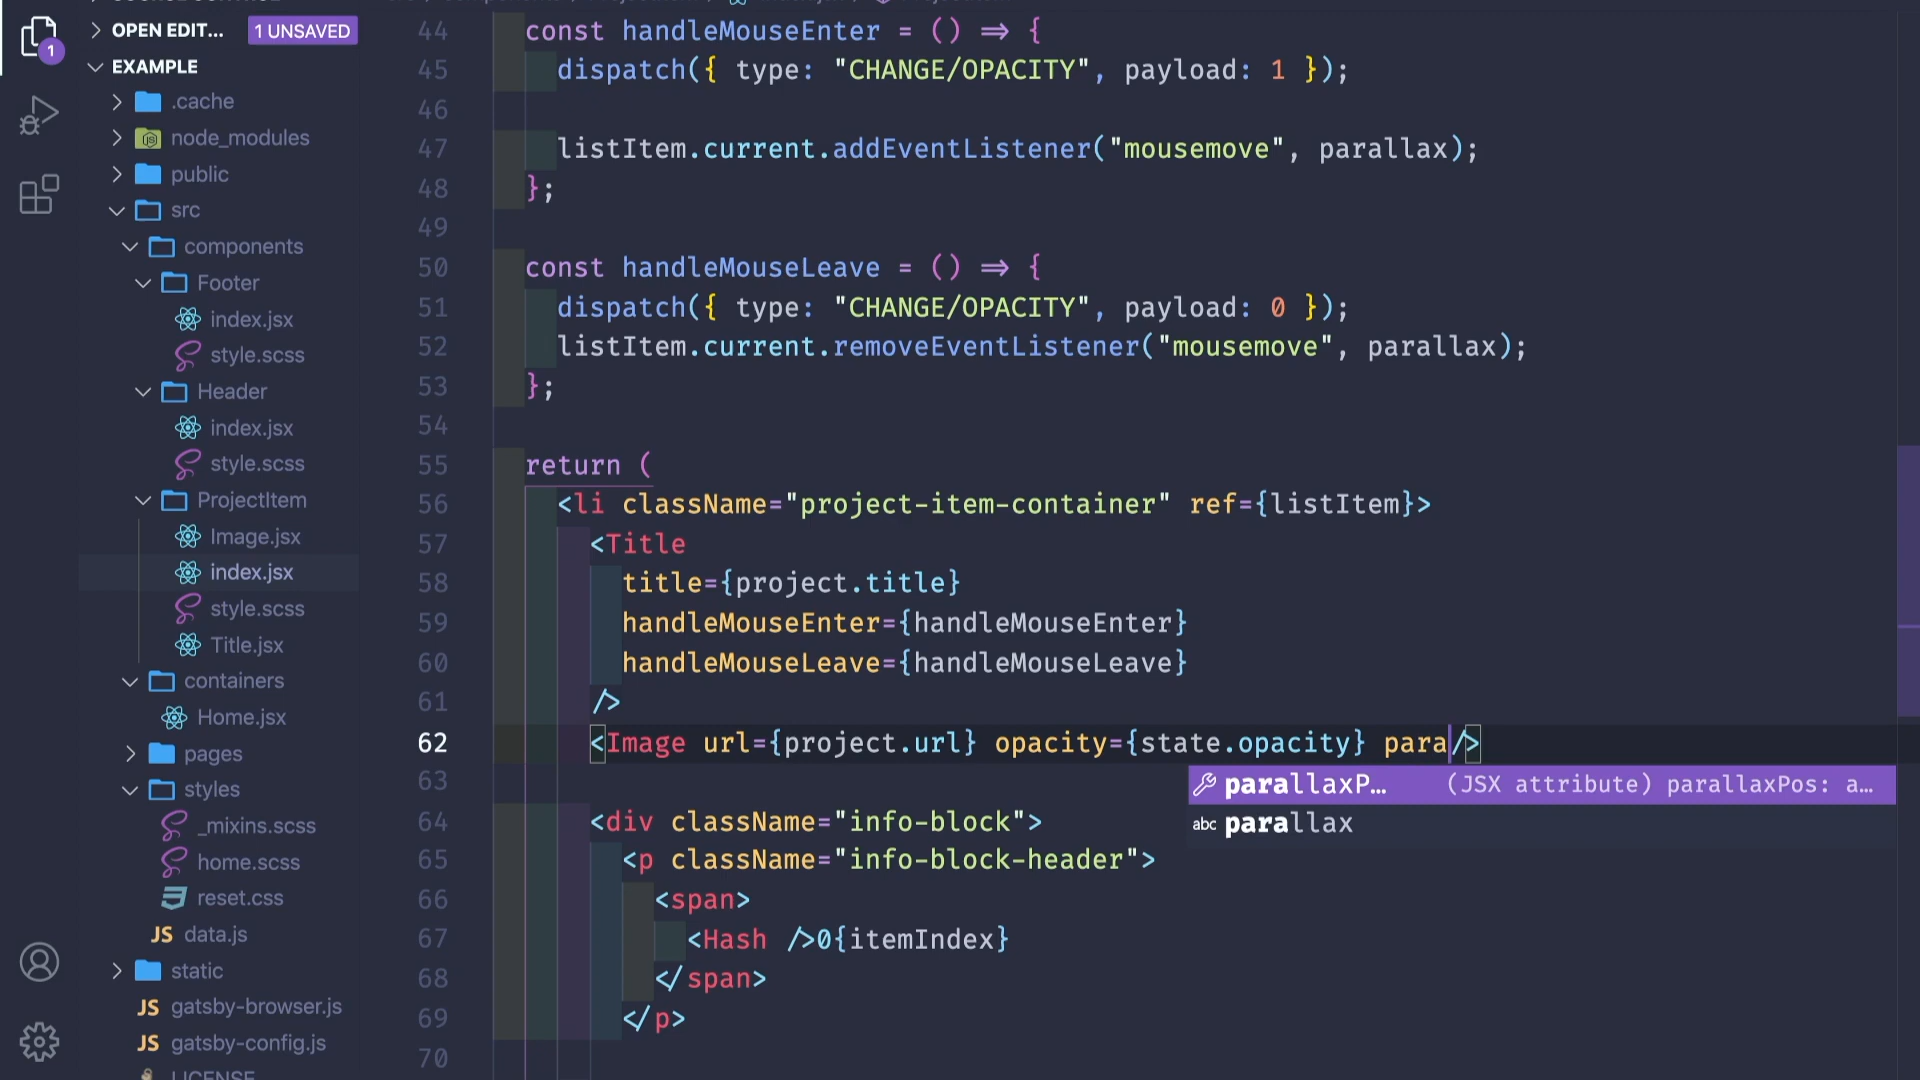 OPEN EDIT... 1 UNSAVED
EXAMPLE
.cache
node_modules
public
src
components
Footer
index.jsx
style.scss
Header
index.jsx
style.scss
ProjectItem
Image.jsx
index.jsx
style.scss
Title.jsx
containers
Home.jsx
pages
styles
_mixins.scss
home.scss
reset.css
JS data.js
static
JS gatsby-browser.js
JS gatsby-config.js
LICENSE
1
44 const handleMouseEnter = () => {
45 dispatch({ type: "CHANGE/OPACITY", payload: 1 });
46
47 listItem.current.addEventListener("mousemove", parallax);
48 };
49
50 const handleMouseLeave = () => {
51 dispatch({ type: "CHANGE/OPACITY", payload: 0 });
52 listItem.current.removeEventListener("mousemove", parallax);
53 };
54
55 return (
56 <li className="project-item-container" ref={listItem}>
57 <Title
58 title={project.title}
59 handleMouseEnter={handleMouseEnter}
60 handleMouseLeave={handleMouseLeave}
61 />
62 <Image url={project.url} opacity={state.opacity} para/>
63
parallaxP... (JSX attribute) parallaxPos: a...
abc parallax
64 <div className="info-block">
65 <p className="info-block-header">
66 <span>
67 <Hash />0{itemIndex}
68 </span>
69 </p>
70